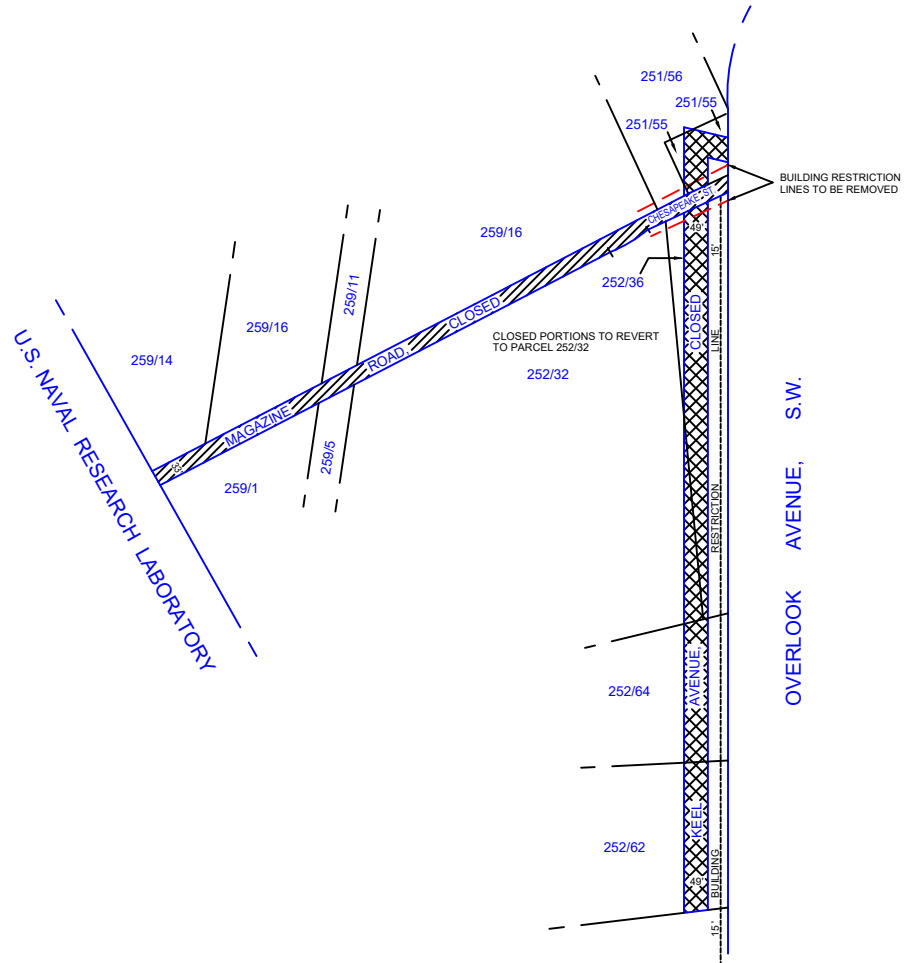 251/56
251/55
251/55
BUILDING RESTRICTION
LINES TO BE REMOVED
CHESAPEAKE ST.
49'
15'
259/16
252/36
259/11
259/16
259/14
CLOSED
ROAD,
MAGAZINE
33'
CLOSED PORTIONS TO REVERT
TO PARCEL 252/32
252/32
CLOSED
LINE
U.S. NAVAL RESEARCH LABORATORY
259/5
259/1
RESTRICTION
OVERLOOK AVENUE, S.W.
252/64
AVENUE,
KEEL
252/62
49'
BUILDING
15'